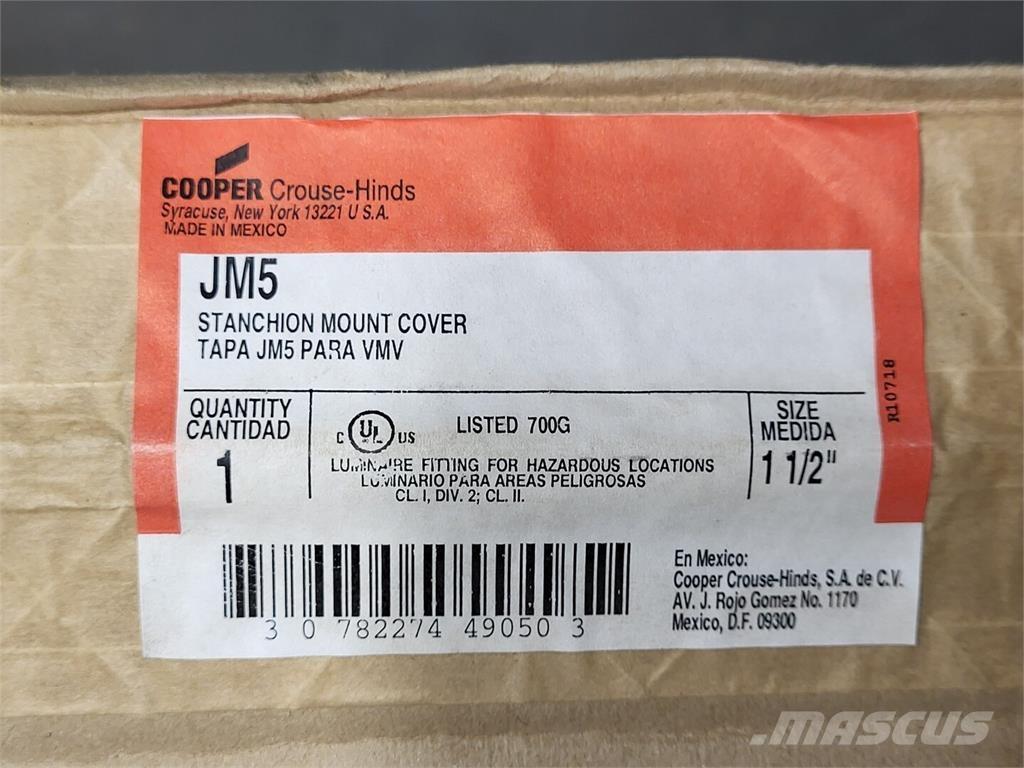 COOPER Crouse-Hinds
Syracuse, New York 13221 U S.A.
MADE IN MEXICO
JM5
STANCHION MOUNT COVER
TAPA JM5 PARA VMV
R10718
QUANTITY
CANTIDAD
1
C UL US
LISTED 700G
LUMINAIRE FITTING FOR HAZARDOUS LOCATIONS
LUMINARIO PARA AREAS PELIGROSAS
CL. I, DIV. 2; CL. II.
SIZE
MEDIDA
1 1/2"
3 0 782274 49050 3
En Mexico:
Cooper Crouse-Hinds, S.A. de C.V.
AV. J. Rojo Gomez No. 1170
Mexico, D.F. 09300
MASCUS